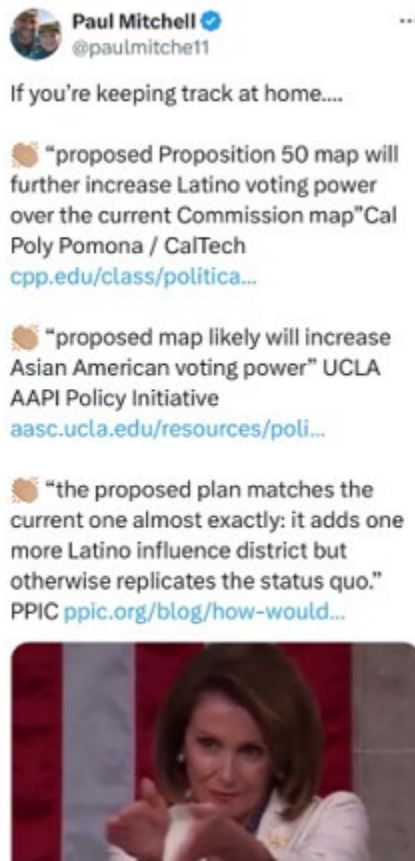 Paul Mitchell
@paulmitche11
If you're keeping track at home....
👏🏽 “proposed Proposition 50 map will
further increase Latino voting power
over the current Commission map”Cal
Poly Pomona / CalTech
cpp.edu/class/politica...
👏🏽 “proposed map likely will increase
Asian American voting power” UCLA
AAPI Policy Initiative
aasc.ucla.edu/resources/poli...
👏🏽 “the proposed plan matches the
current one almost exactly: it adds one
more Latino influence district but
otherwise replicates the status quo.”
PPIC ppic.org/blog/how-would...